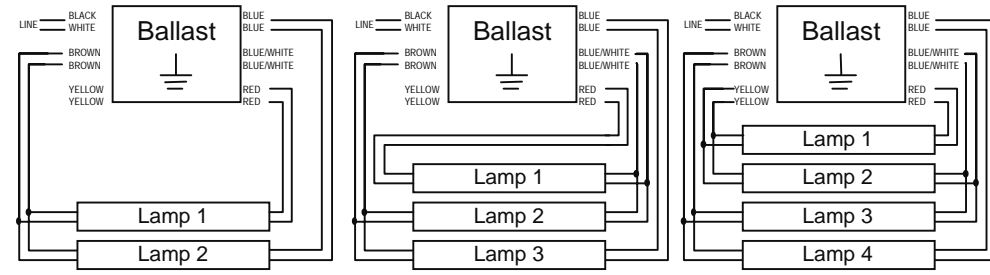 BLACK
LINE
WHITE
BROWN
BROWN
YELLOW
YELLOW
Ballast
BLUE
BLUE
BLUE/WHITE
BLUE/WHITE
RED
RED
Lamp 1
Lamp 2
BLACK
LINE
WHITE
BROWN
BROWN
YELLOW
YELLOW
Ballast
BLUE
BLUE
BLUE/WHITE
BLUE/WHITE
RED
RED
Lamp 1
Lamp 2
Lamp 3
BLACK
LINE
WHITE
BROWN
BROWN
YELLOW
YELLOW
Ballast
BLUE
BLUE
BLUE/WHITE
BLUE/WHITE
RED
RED
Lamp 1
Lamp 2
Lamp 3
Lamp 4